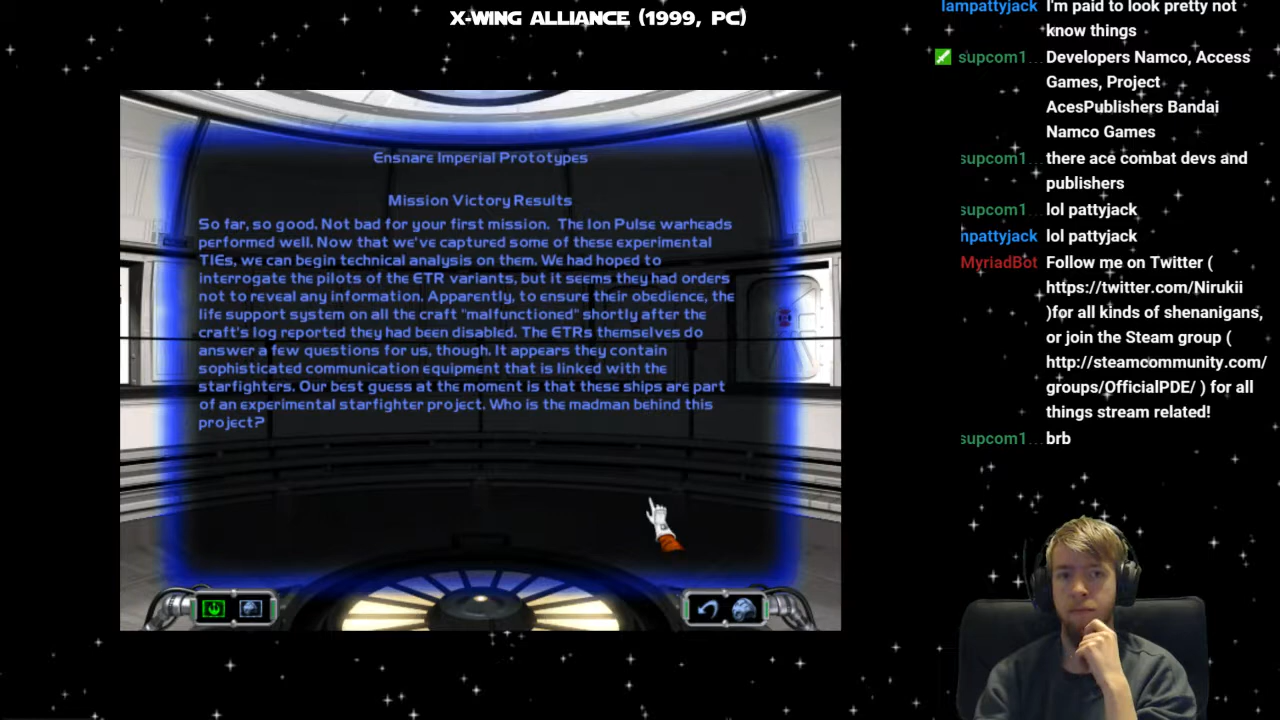 X-WING ALLIANCE (1999, PC)
Ensnare Imperial Prototypes
Mission Victory Results
So far, so good. Not bad for your first mission. The Ion Pulse warheads
performed well. Now that we've captured some of these experimental
TIEs, we can begin technical analysis on them. We had hoped to
interrogate the pilots of the ETR variants, but it seems they had orders
not to reveal any information. Apparently, to ensure their obedience, the
life support system on all the craft "malfunctioned" shortly after the
craft's log reported they had been disabled. The ETRs themselves do
answer a few questions for us, though. It appears they contain
sophisticated communication equipment that is linked with the
starfighters. Our best guess at the moment is that these ships are part
of an experimental starfighter project. Who is the madman behind this
project?
Iampattyjack I'm paid to look pretty not
know things
supcom1... Developers Namco, Access
Games, Project
AcesPublishers Bandai
Namco Games
supcom1... there ace combat devs and
publishers
supcom1... lol pattyjack
npattyjack lol pattyjack
MyriadBot Follow me on Twitter (
https://twitter.com/Nirukii
)for all kinds of shenanigans,
or join the Steam group (
http://steamcommunity.com/
groups/OfficialPDE/ ) for all
things stream related!
supcom1... brb